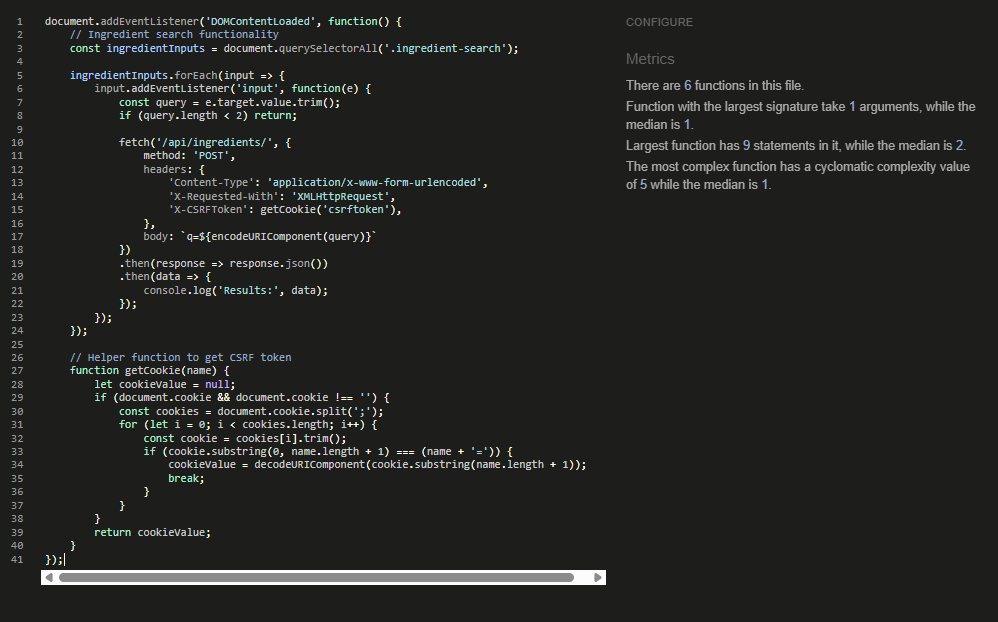 1 document.addEventListener('DOMContentLoaded', function() {
2     // Ingredient search functionality
3     const ingredientInputs = document.querySelectorAll('.ingredient-search');
4
5     ingredientInputs.forEach(input => {
6         input.addEventListener('input', function(e) {
7             const query = e.target.value.trim();
8             if (query.length < 2) return;
9
10             fetch('/api/ingredients/', {
11                 method: 'POST',
12                 headers: {
13                     'Content-Type': 'application/x-www-form-urlencoded',
14                     'X-Requested-With': 'XMLHttpRequest',
15                     'X-CSRFToken': getCookie('csrftoken'),
16                 },
17                 body: `q=${encodeURIComponent(query)}`
18             })
19             .then(response => response.json())
20             .then(data => {
21                 console.log('Results:', data);
22             });
23         });
24     });
25
26     // Helper function to get CSRF token
27     function getCookie(name) {
28         let cookieValue = null;
29         if (document.cookie && document.cookie !== '') {
30             const cookies = document.cookie.split(';');
31             for (let i = 0; i < cookies.length; i++) {
32                 const cookie = cookies[i].trim();
33                 if (cookie.substring(0, name.length + 1) === (name + '=')) {
34                     cookieValue = decodeURIComponent(cookie.substring(name.length + 1));
35                     break;
36                 }
37             }
38         }
39         return cookieValue;
40     }
41 });
CONFIGURE
Metrics
There are 6 functions in this file.
Function with the largest signature take 1 arguments, while the
median is 1.
Largest function has 9 statements in it, while the median is 2.
The most complex function has a cyclomatic complexity value
of 5 while the median is 1.